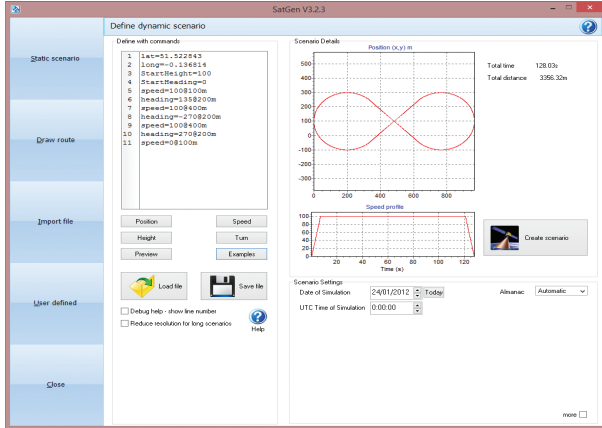 SatGen V3.2.3
Define dynamic scenario
Static scenario
Draw route
Import file
User defined
Close
Define with commands
1 lat=51.522843
2 long=-0.136814
3 StartHeight=100
4 StartHeading=0
5 speed=100@100m
6 heading=135@200m
7 speed=100@400m
8 heading=-270@200m
9 speed=100@400m
10 heading=270@200m
11 speed=0@100m
Position
Speed
Height
Turn
Preview
Examples
Load file
Save file
Debug help - show line number
Reduce resolution for long scenarios
Help
Scenario Details
Position (x,y) m
500
400
300
200
100
0
-100
-200
-300
0 200 400 600 800
Total time 128.03s
Total distance 3356.32m
Speed profile
100
80
60
40
20
0
20 40 60 80 100 120
Time (s)
Create scenario
Scenario Settings
Date of Simulation 24/01/2012 Today
Almanac Automatic
UTC Time of Simulation 0:00:00
more